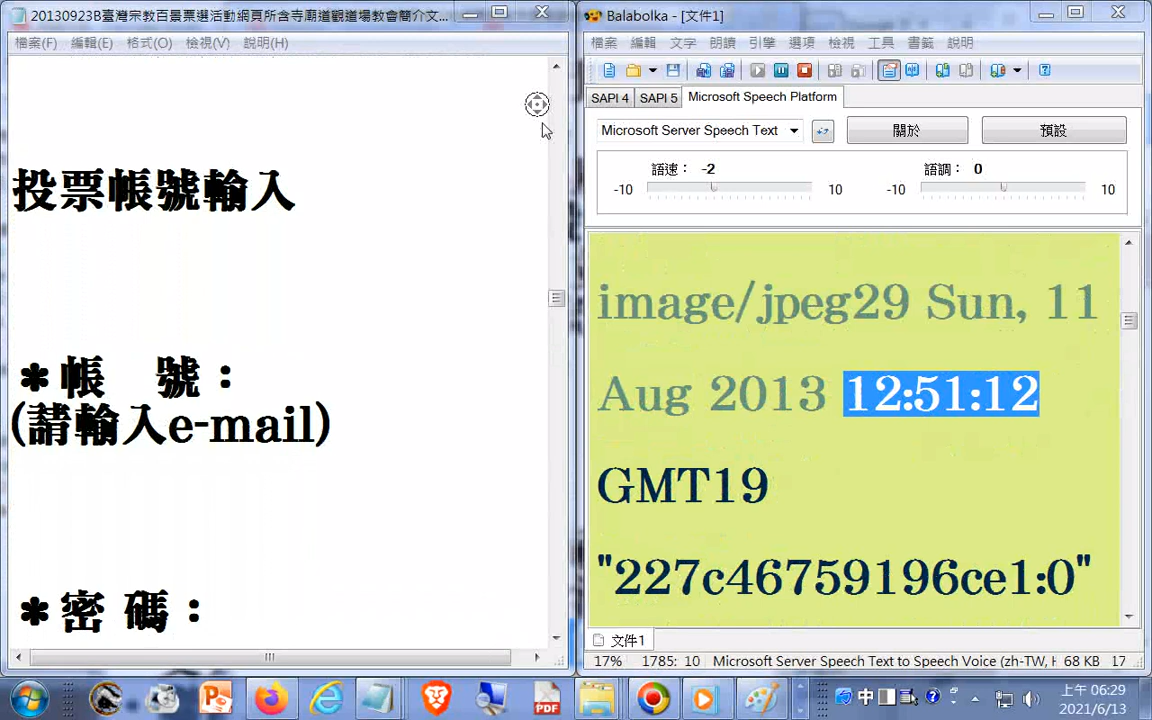 20130923B臺灣宗教百景票選活動網頁所含寺廟道觀道場教會簡介文...
檔案(F) 編輯(E) 格式(O) 檢視(V) 說明(H)
投票帳號輸入
*帳 號：
(請輸入e-mail)
*密 碼：
Balabolka - [文件1]
檔案 編輯 文字 朗讀 引擎 選項 檢視 工具 書籤 說明
SAPI 4 SAPI 5 Microsoft Speech Platform
Microsoft Server Speech Text 關於 預設
語速： -2 語調： 0
-10 10 -10 10
image/jpeg29 Sun, 11
Aug 2013 12:51:12
GMT19
"227c46759196ce1:0"
文件1
17% 1785: 10 Microsoft Server Speech Text to Speech Voice (zh-TW, H 68 KB 17
中 上午 06:29
2021/6/13
PDF